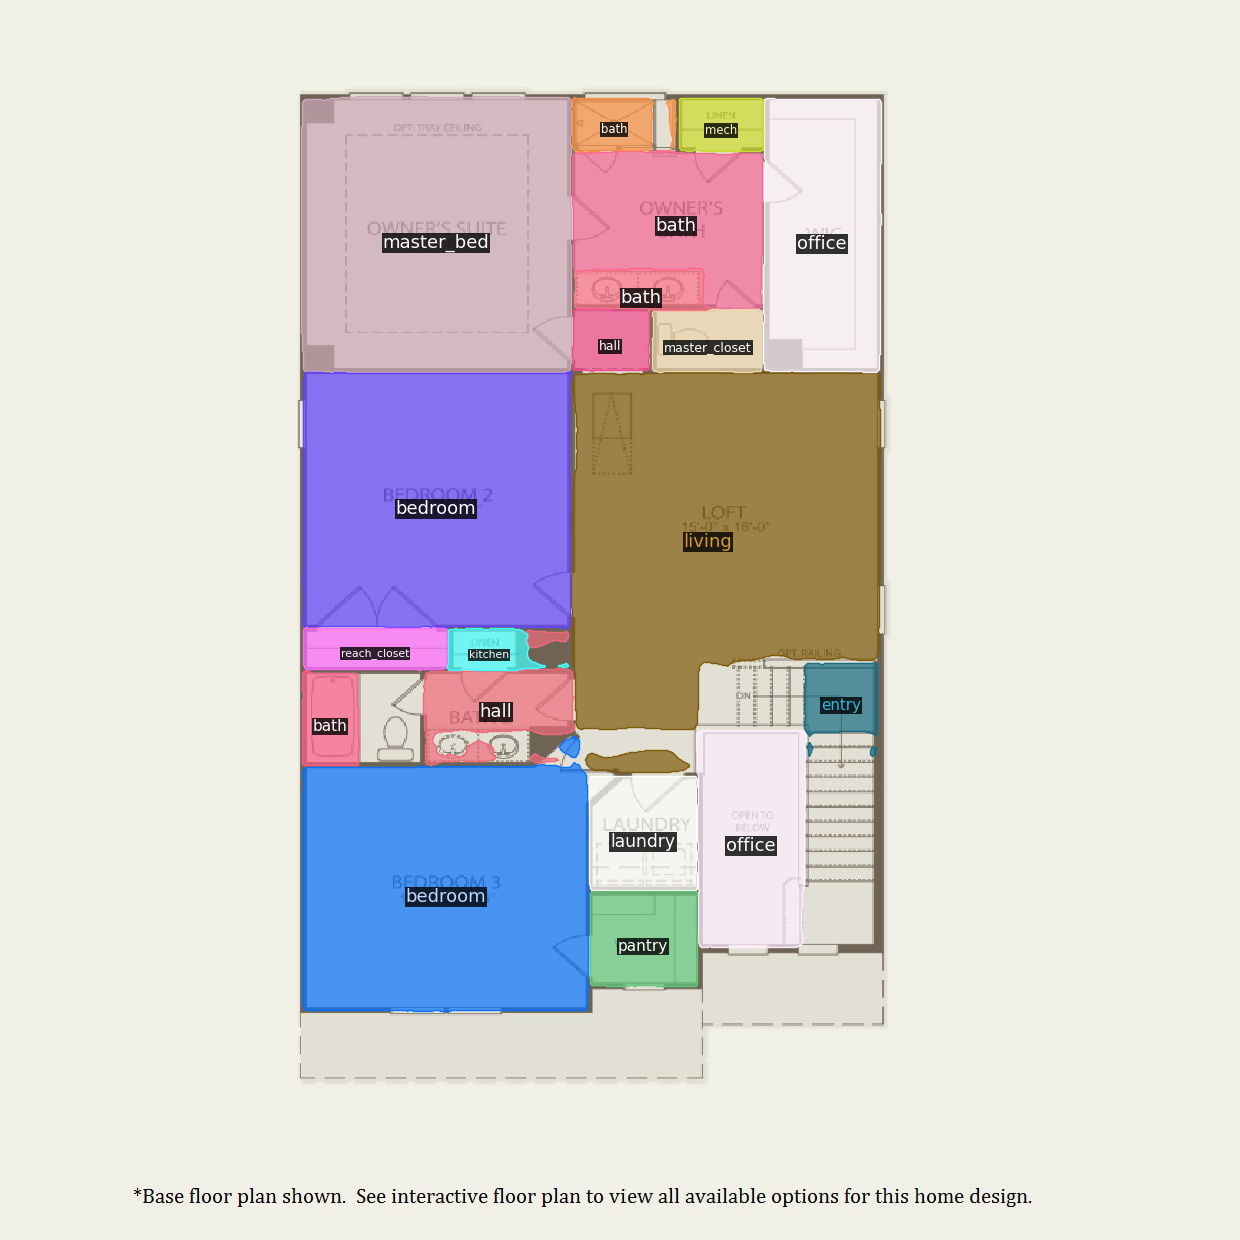 OPT. TRAY CEILING
OWNER'S SUITE
master_bed
bath
LINEN
mech
OWNER'S
bath
WIC
office
bath
hall
master_closet
BEDROOM 2
bedroom
LOFT
15'-0" x 16'-0"
living
reach_closet
LINEN
kitchen
OPT. RAILING
DN
entry
bath
hall
LAUNDRY
laundry
OPEN TO
BELOW
office
BEDROOM 3
bedroom
pantry
*Base floor plan shown. See interactive floor plan to view all available options for this home design.